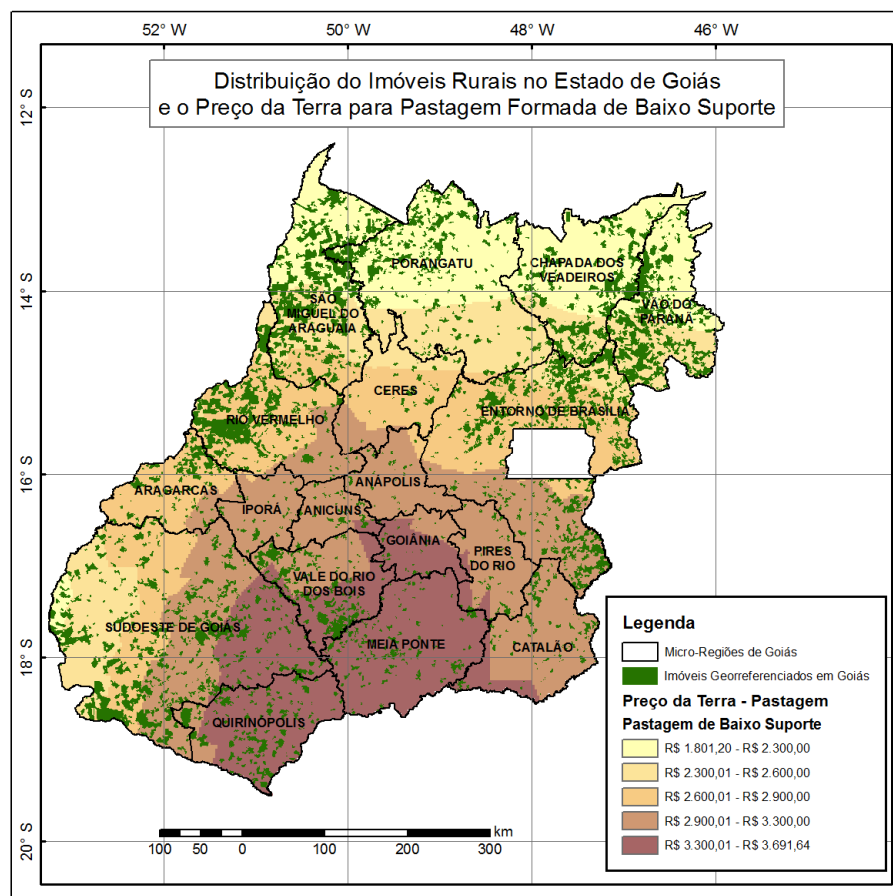 52° W 50° W 48° W 46° W
Distribuição do Imóveis Rurais no Estado de Goiás
e o Preço da Terra para Pastagem Formada de Baixo Suporte
12° S
14° S
16° S
18° S
20° S
PORANGATU
CHAPADA DOS
VEADEIROS
SÃO
MIGUEL DO
ARAGUAIA
VÃO DO
PARANÃ
CERES
RIO VERMELHO
ENTORNO DE BRASÍLIA
ARAGARÇAS
ANÁPOLIS
IPORÁ
ANICUNS
GOIÂNIA
PIRES
DO RIO
VALE DO RIO
DOS BOIS
SUDOESTE DE GOIÁS
MEIA PONTE
CATALÃO
QUIRINÓPOLIS
Legenda
Micro-Regiões de Goiás
Imóveis Georreferenciados em Goiás
Preço da Terra - Pastagem
Pastagem de Baixo Suporte
R$ 1.801,20 - R$ 2.300,00
R$ 2.300,01 - R$ 2.600,00
R$ 2.600,01 - R$ 2.900,00
R$ 2.900,01 - R$ 3.300,00
R$ 3.300,01 - R$ 3.691,64
km
100 50 0 100 200 300